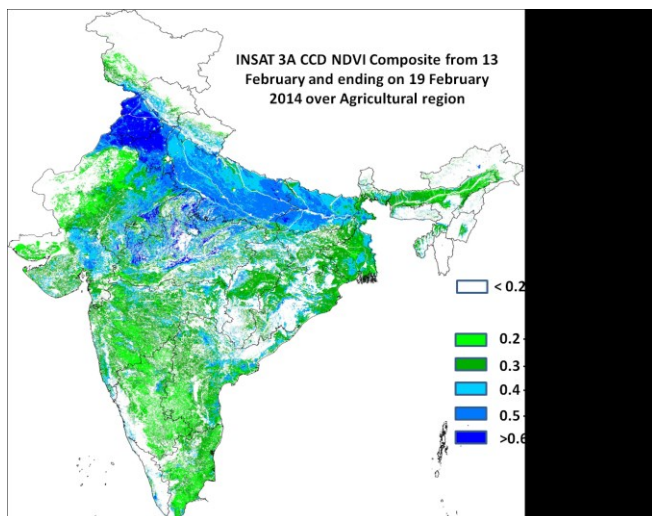 INSAT 3A CCD NDVI Composite from 13
February and ending on 19 February
2014 over Agricultural region
< 0.2
0.2
0.3
0.4
0.5
>0.6